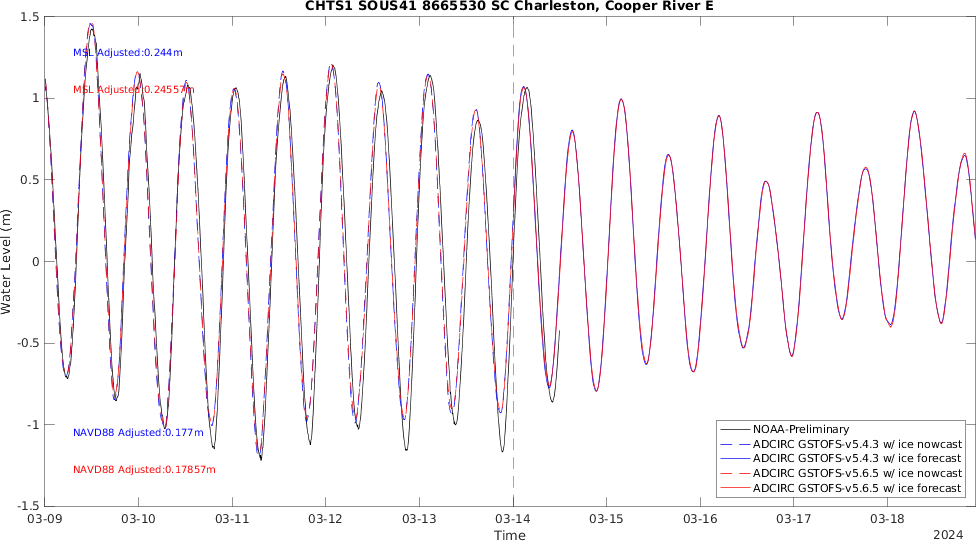 CHTS1 SOUS41 8665530 SC Charleston, Cooper River E
1.5
1
0.5
0
-0.5
-1
-1.5
Water Level (m)
MSL Adjusted:0.244m
MSL Adjusted:0.24557m
NAVD88 Adjusted:0.177m
NAVD88 Adjusted:0.17857m
NOAA-Preliminary
ADCIRC GSTOFS-v5.4.3 w/ ice nowcast
ADCIRC GSTOFS-v5.4.3 w/ ice forecast
ADCIRC GSTOFS-v5.6.5 w/ ice nowcast
ADCIRC GSTOFS-v5.6.5 w/ ice forecast
03-09 03-10 03-11 03-12 03-13 03-14 03-15 03-16 03-17 03-18
Time
2024